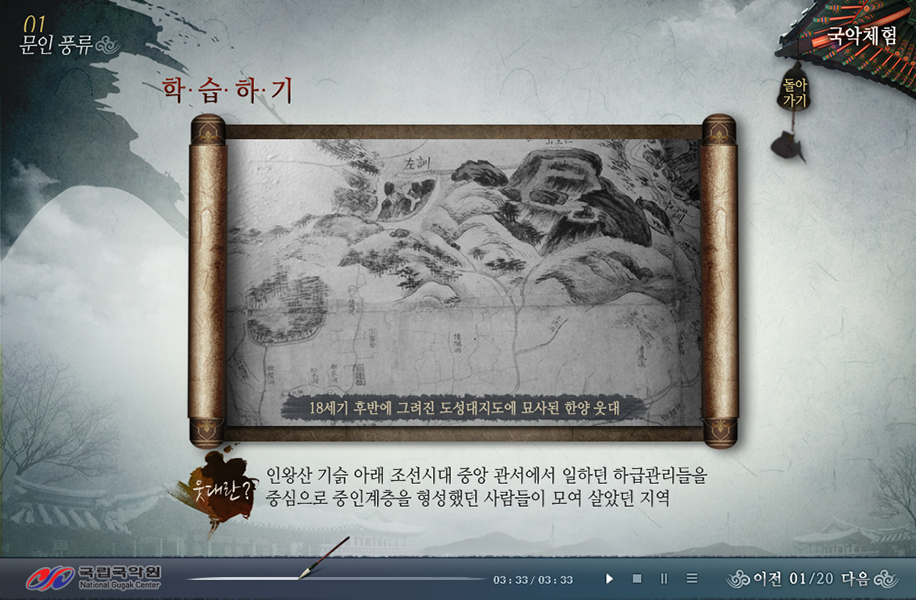 01
문인 풍류
국악체험
돌아
가기
학·습·하·기
左訓
18세기 후반에 그려진 도성대지도에 묘사된 한양 웃대
웃대란?
인왕산 기슭 아래 조선시대 중앙 관서에서 일하던 하급관리들을
중심으로 중인계층을 형성했던 사람들이 모여 살았던 지역
국립국악원
National Gugak Center
03:33/03:33
이전 01/20 다음